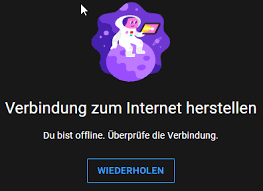 Verbindung zum Internet herstellen
Du bist offline. Überprüfe die Verbindung.
WIEDERHOLEN